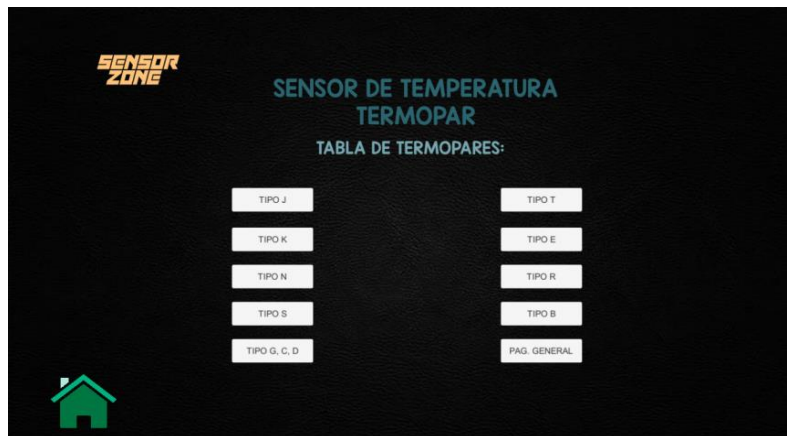 SENSOR
ZONE
SENSOR DE TEMPERATURA
TERMOPAR
TABLA DE TERMOPARES:
TIPO J
TIPO T
TIPO K
TIPO E
TIPO N
TIPO R
TIPO S
TIPO B
TIPO G, C, D
PAG. GENERAL